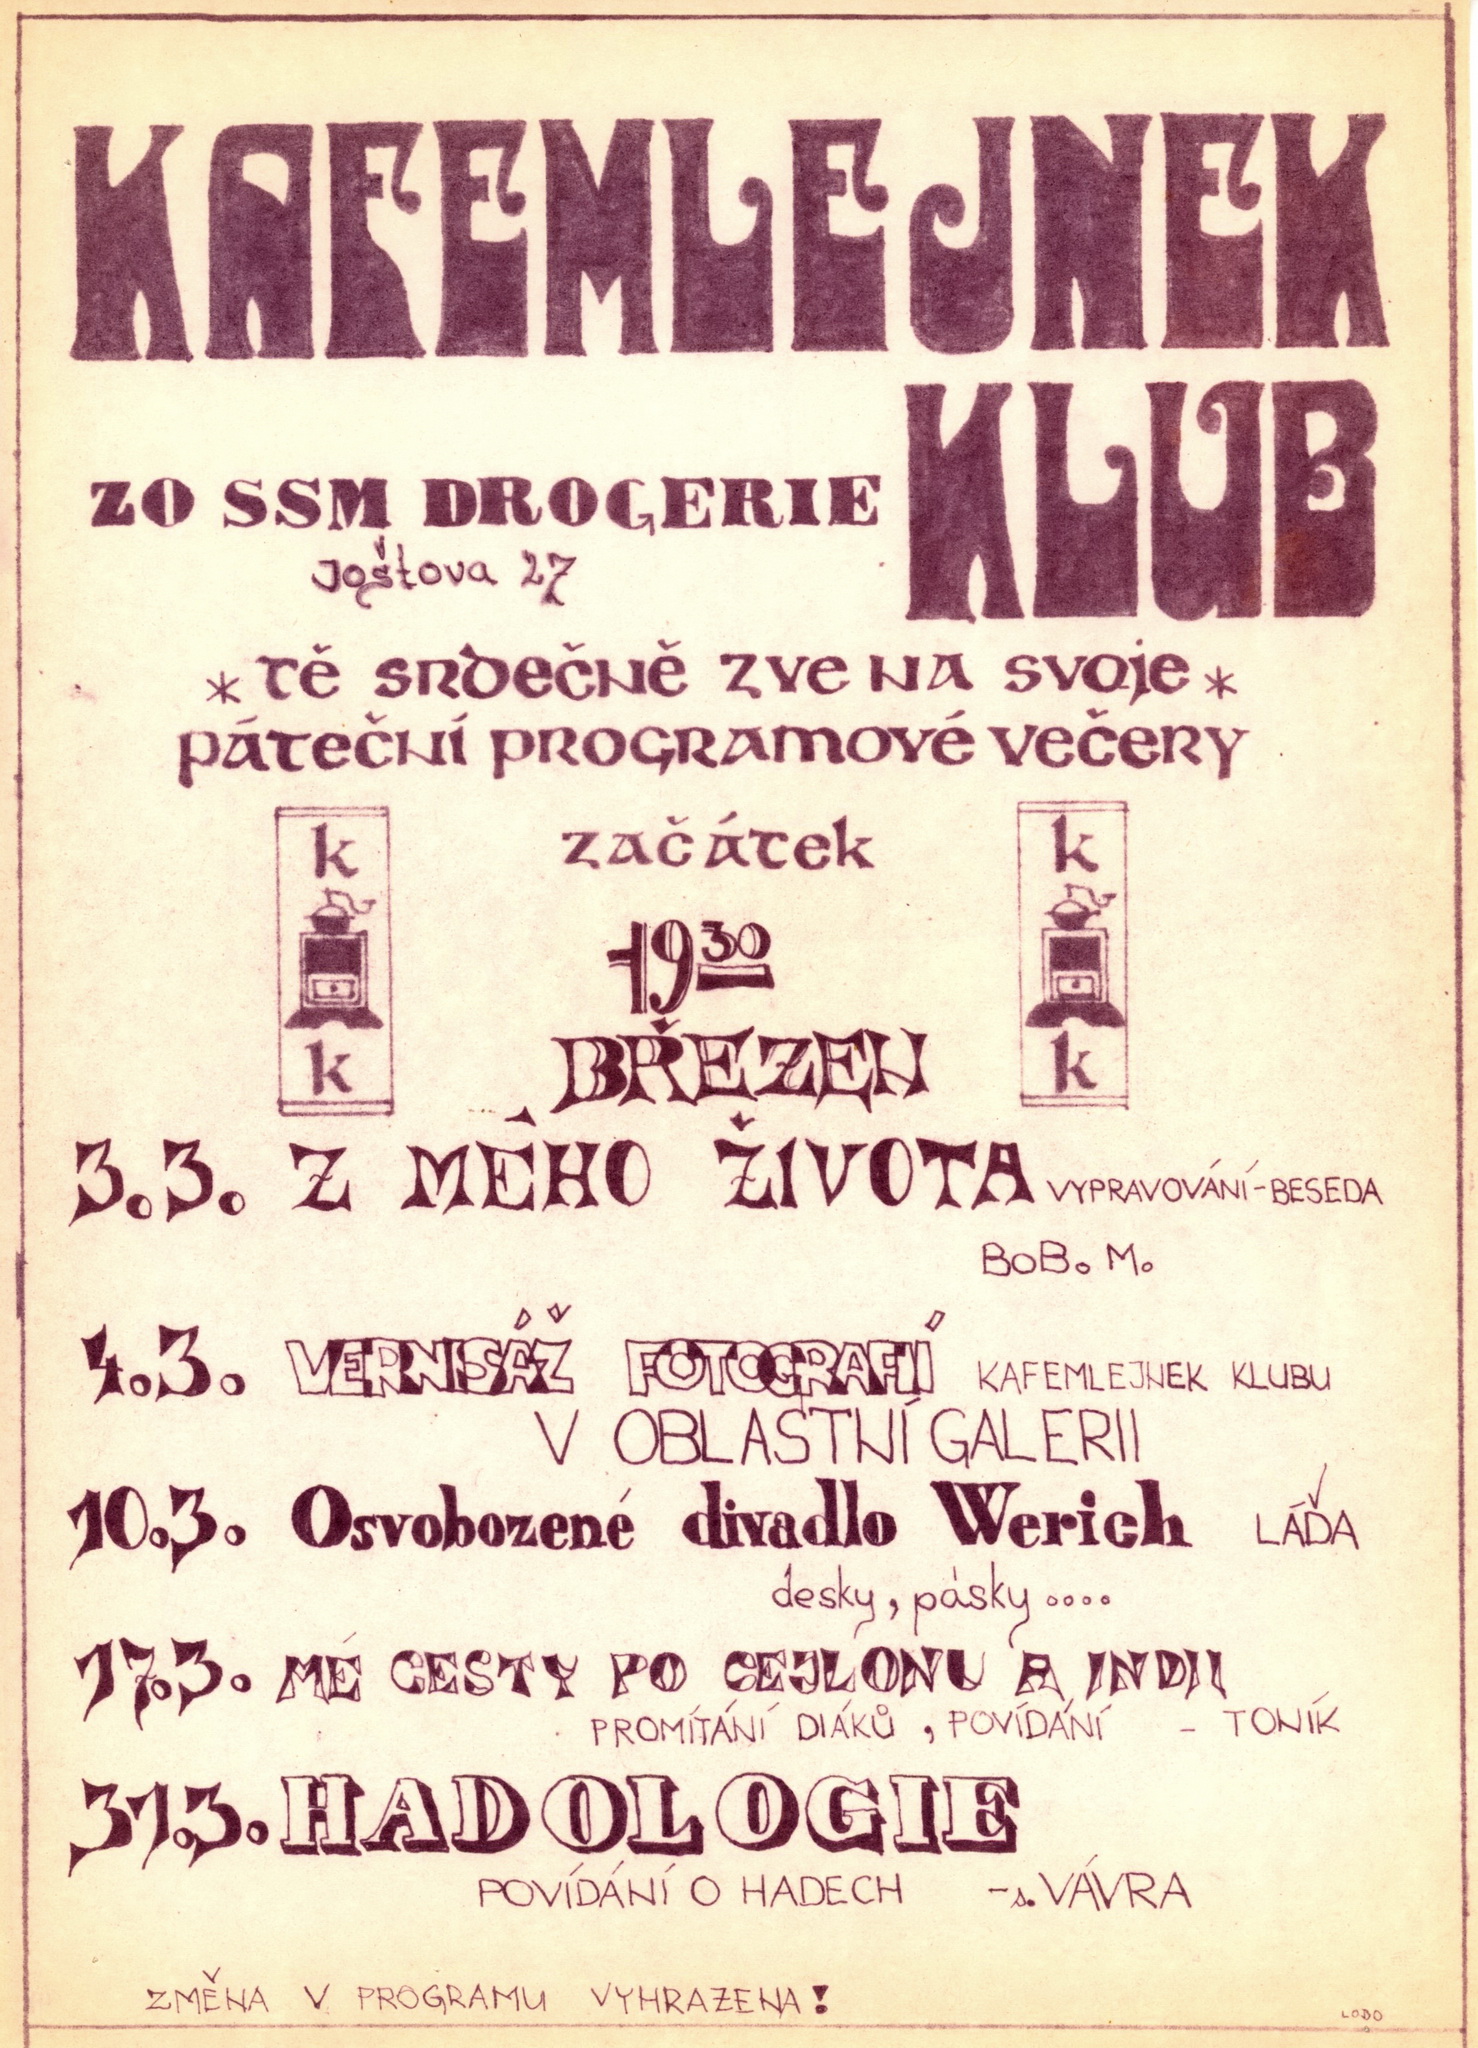 KAFEMLEJNEK
KLUB
ZO SSM DROGERIE
Joštova 27
* tě srdečně zve na svoje *
páteční programové večery
k
začátek
k
19 30
k
BŘEZEN
k
3.3. Z MÉHO ŽIVOTA VYPRAVOVÁNÍ-BESEDA
BOB. M.
4.3. VERNISÁŽ FOTOGRAFIÍ KAFEMLEJNEK KLUBU
V OBLASTNÍ GALERII
10.3. Osvobozené divadlo Werich LÁĎA
desky, pásky ....
17.3. MÉ CESTY PO CEJLONU A INDII
PROMÍTÁNÍ DIÁKŮ, POVÍDÁNÍ - TONÍK
31.3. HADOLOGIE
POVÍDÁNÍ O HADECH - s. VÁVRA
ZMĚNA V PROGRAMU VYHRAZENA!
LODO